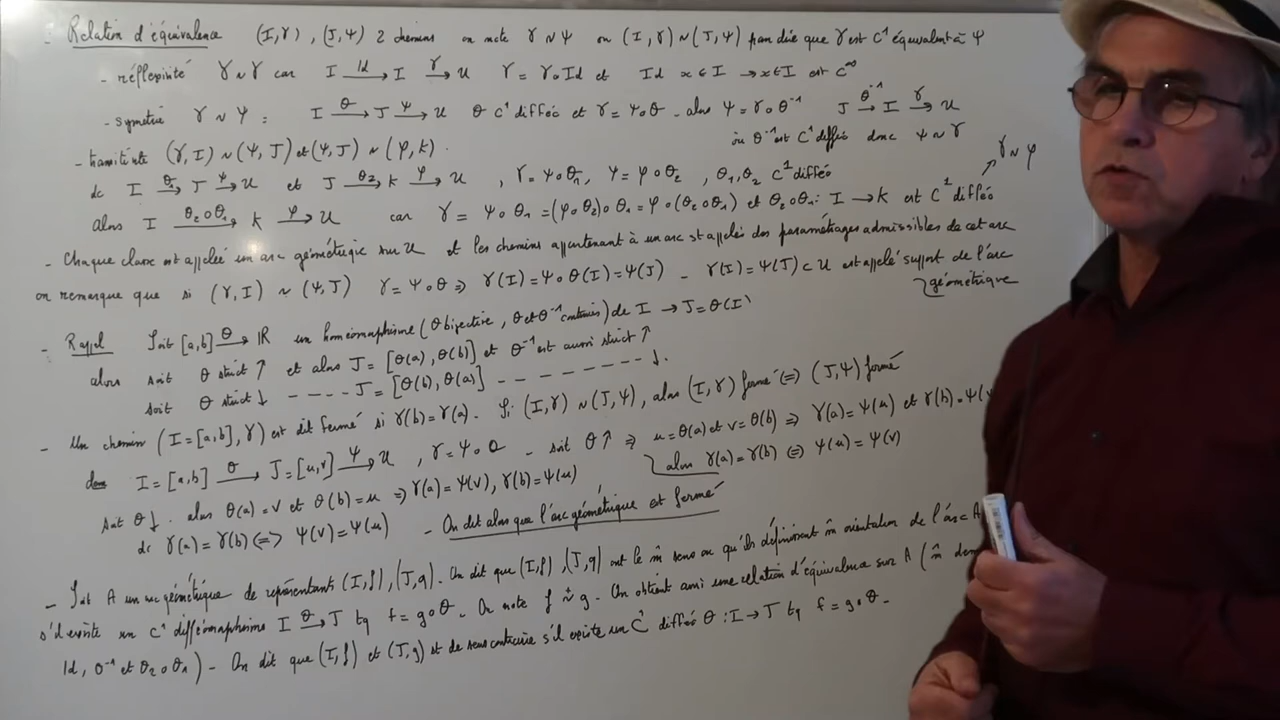 - Relation d'équivalence (I,γ), (J,Ψ) 2 chemins on note γ ~ Ψ ou (I,γ) ~ (J,Ψ) pour dire que γ est C¹ équivalent à Ψ
- réflexivité γ ~ γ car I —Id→ I —γ→ U γ = γ∘Id et Id x∈I → x∈I est C^∞
- symétrie γ ~ Ψ : I —θ→ J —Ψ→ U θ C¹ difféo et γ = Ψ∘θ - alors Ψ = γ∘θ⁻¹ J —θ⁻¹→ I —γ→ U
où θ⁻¹ est C¹ difféo donc Ψ ~ γ
- transitivité (γ,I) ~ (Ψ,J) et (Ψ,J) ~ (φ,K).
dc I —θ₁→ J —Ψ→ U et J —θ₂→ K —φ→ U , γ = Ψ∘θ₁, Ψ = φ∘θ₂ , θ₁,θ₂ C¹ difféo
Alors I —θ₂∘θ₁→ K —φ→ U car γ = Ψ∘θ₁ = (φ∘θ₂)∘θ₁ = φ∘(θ₂∘θ₁) et θ₂∘θ₁ : I → K est C¹ difféo ↗ γ ~ φ
- Chaque classe est appelée un arc géométriq sur U et les chemins appartenant à un arc st appelés des paramétrages admissibles de cet arc
on remarque que si (γ,I) ~ (Ψ,J) γ = Ψ∘θ ⇒ γ(I) = Ψ∘θ(I) = Ψ(J) - γ(I) = Ψ(J) ⊂ U est appelé support de l'arc
géométrique
- Rappel Soit [a,b] —θ→ ℝ un homéomorphisme (θ bijective, θ et θ⁻¹ continues) de I → J = θ(I)
alors soit θ strict ↑ et alors J = [θ(a), θ(b)] et θ⁻¹ est aussi strict ↑
soit θ strict ↓ - - - - J = [θ(b), θ(a)] - - - - - - - - ↓.
- Un chemin (I = [a,b], γ) est dit fermé si γ(b) = γ(a). Si (I,γ) ~ (J,Ψ), alors (I,γ) fermé ⇔ (J,Ψ) fermé
I = [a,b] —θ→ J = [u,v] —Ψ→ U , γ = Ψ∘θ - soit θ ↑ ⇒ u = θ(a) et v = θ(b) ⇒ γ(a) = Ψ(u) et γ(b) = Ψ(v
alors γ(a) = γ(b) ⇔ Ψ(u) = Ψ(v)
soit θ ↓ . alors θ(a) = v et θ(b) = u ⇒ γ(a) = Ψ(v), γ(b) = Ψ(u)
dc γ(a) = γ(b) ⇔ Ψ(v) = Ψ(u) - On dit alors que l'arc géométrique est fermé
- Soit A un arc géométrique de représentants (I,f), (J,g). On dit que (I,f), (J,g) ont le m̂ sens ou qu'ils définissent m̂ orientation de l'arc A
s'il existe un C¹ difféomorphisme I —θ→ J tq f = g∘θ. On note f ~⁺ g. On obtient ainsi une relation d'équivalence sur A (m̂ dem
Id, θ⁻¹ et θ₂∘θ₁) - On dit que (I,f) et (J,g) st de sens contraire s'il existe un C¹ difféo θ : I → J tq f = g∘θ.